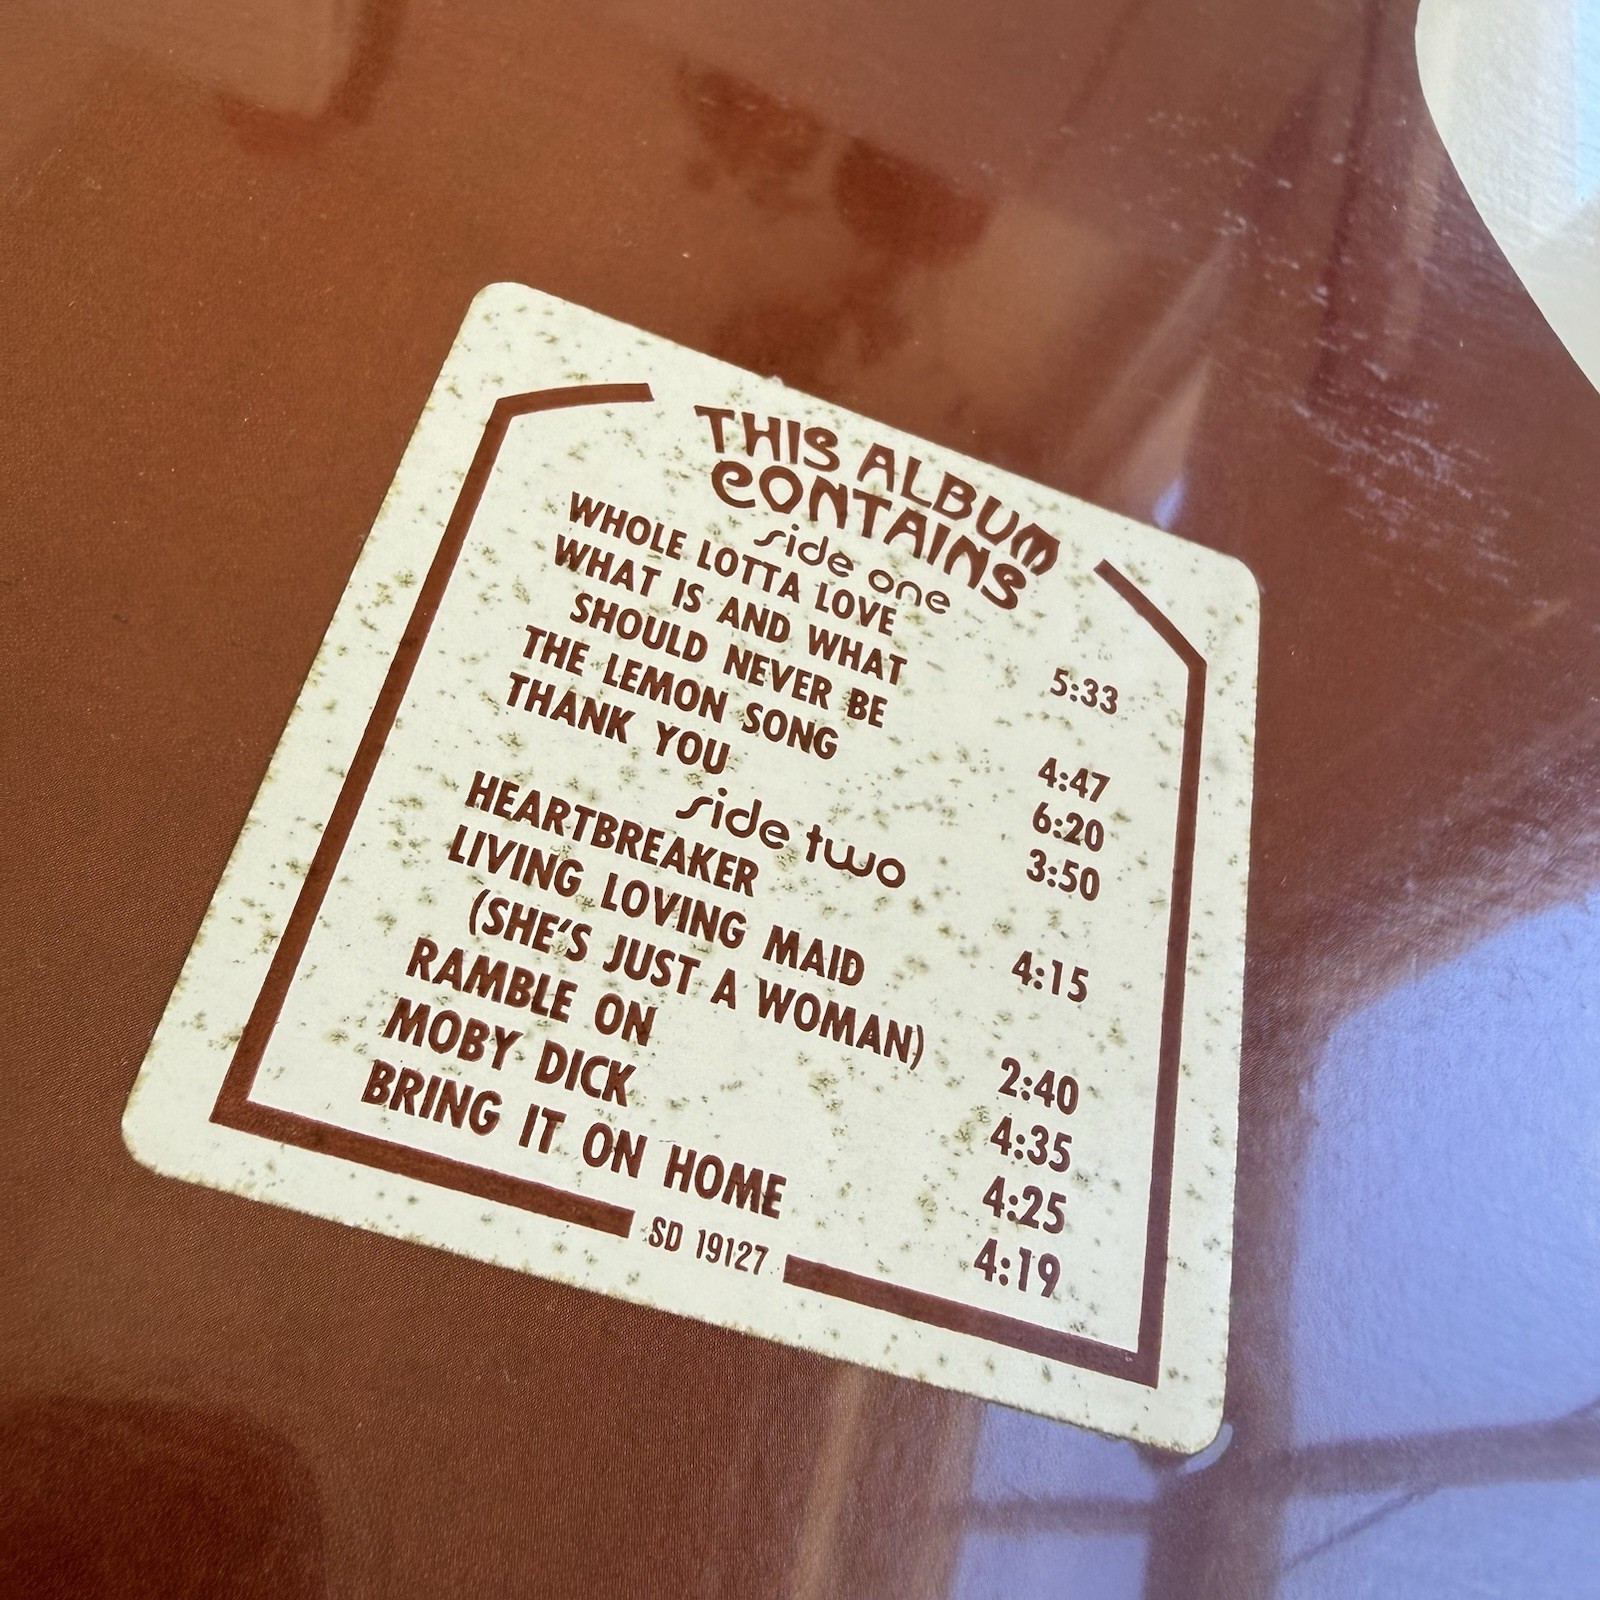 THIS ALBUM
CONTAINS
side one
WHOLE LOTTA LOVE 5:33
WHAT IS AND WHAT
SHOULD NEVER BE 4:47
THE LEMON SONG 6:20
THANK YOU 3:50
side two
HEARTBREAKER 4:15
LIVING LOVING MAID
(SHE'S JUST A WOMAN) 2:40
RAMBLE ON 4:35
MOBY DICK 4:25
BRING IT ON HOME 4:19
SD 19127